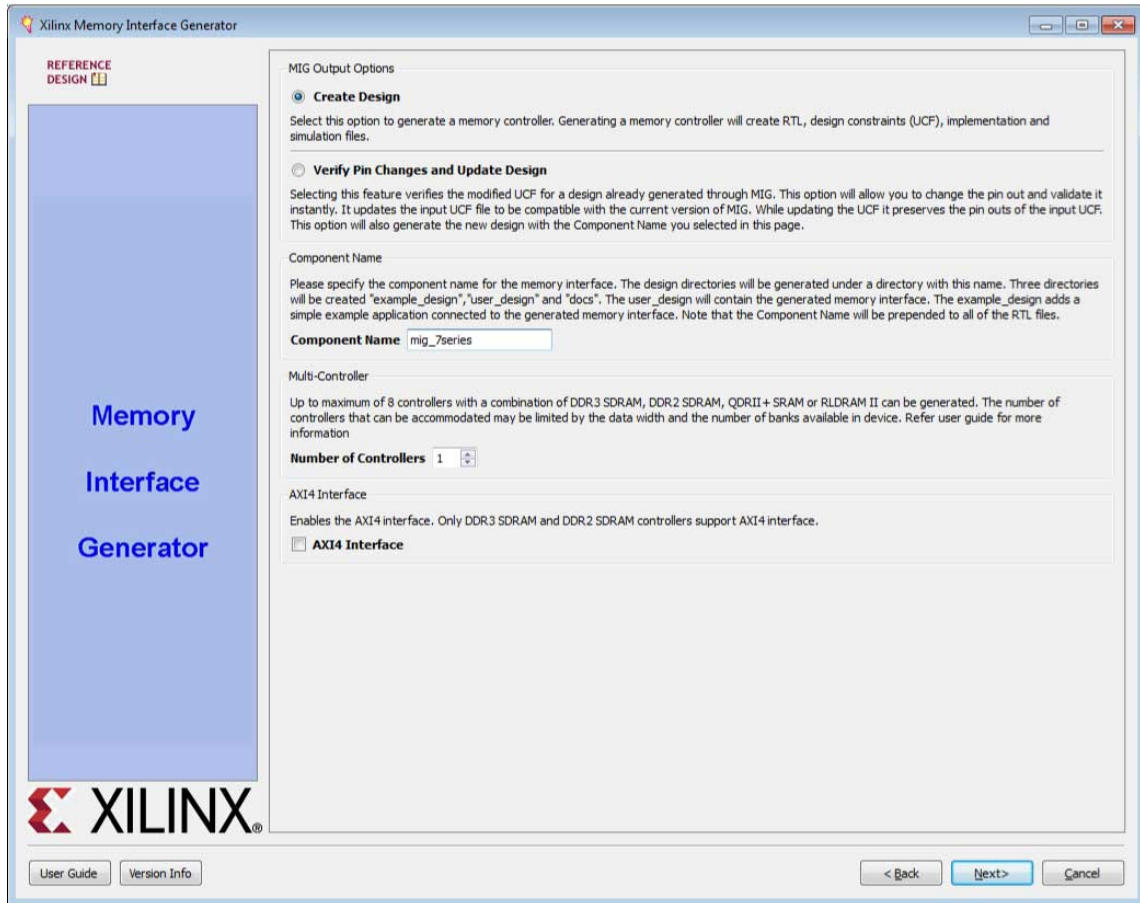 Xilinx Memory Interface Generator
REFERENCE
DESIGN
Memory
Interface
Generator
XILINX®
MIG Output Options
Create Design
Select this option to generate a memory controller. Generating a memory controller will create RTL, design constraints (UCF), implementation and
simulation files.
Verify Pin Changes and Update Design
Selecting this feature verifies the modified UCF for a design already generated through MIG. This option will allow you to change the pin out and validate it
instantly. It updates the input UCF file to be compatible with the current version of MIG. While updating the UCF it preserves the pin outs of the input UCF.
This option will also generate the new design with the Component Name you selected in this page.
Component Name
Please specify the component name for the memory interface. The design directories will be generated under a directory with this name. Three directories
will be created "example_design","user_design" and "docs". The user_design will contain the generated memory interface. The example_design adds a
simple example application connected to the generated memory interface. Note that the Component Name will be prepended to all of the RTL files.
Component Name mig_7series
Multi-Controller
Up to maximum of 8 controllers with a combination of DDR3 SDRAM, DDR2 SDRAM, QDRII+ SRAM or RLDRAM II can be generated. The number of
controllers that can be accommodated may be limited by the data width and the number of banks available in device. Refer user guide for more
information
Number of Controllers 1
AXI4 Interface
Enables the AXI4 interface. Only DDR3 SDRAM and DDR2 SDRAM controllers support AXI4 interface.
AXI4 Interface
User Guide Version Info < Back Next> Cancel